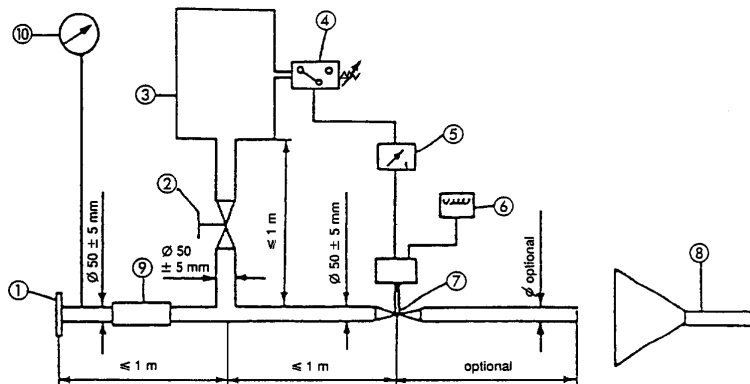 10
4
3
5
2
6
≤ 1 m
Ø 50 ± 5 mm
Ø 50
± 5 mm
Ø 50 ± 5 mm
Ø optional
1
9
7
8
≤ 1 m
≤ 1 m
optional